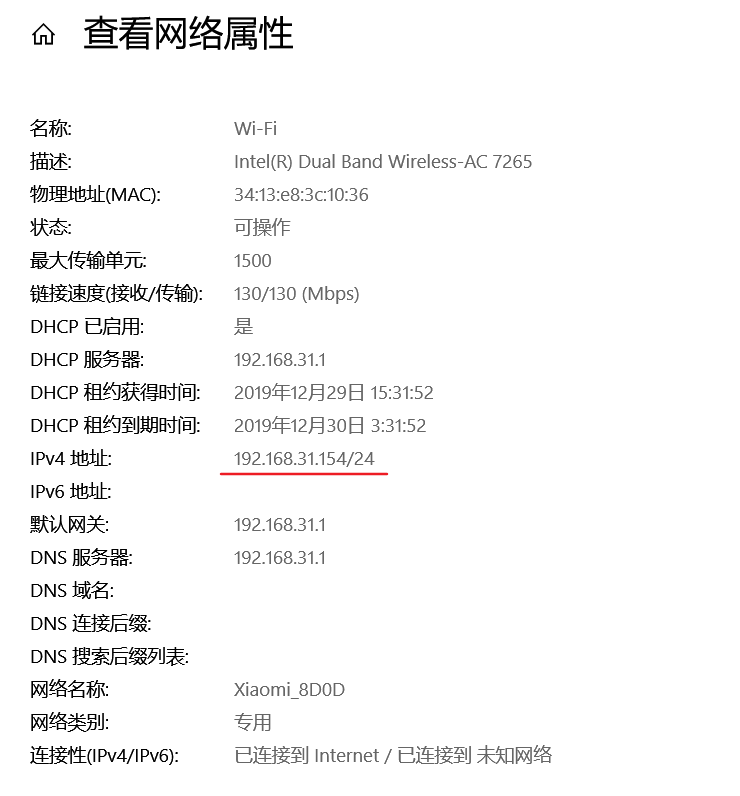 查看网络属性
名称: Wi-Fi
描述: Intel(R) Dual Band Wireless-AC 7265
物理地址(MAC): 34:13:e8:3c:10:36
状态: 可操作
最大传输单元: 1500
链接速度(接收/传输): 130/130 (Mbps)
DHCP 已启用: 是
DHCP 服务器: 192.168.31.1
DHCP 租约获得时间: 2019年12月29日 15:31:52
DHCP 租约到期时间: 2019年12月30日 3:31:52
IPv4 地址: 192.168.31.154/24
IPv6 地址:
默认网关: 192.168.31.1
DNS 服务器: 192.168.31.1
DNS 域名:
DNS 连接后缀:
DNS 搜索后缀列表:
网络名称: Xiaomi_8D0D
网络类别: 专用
连接性(IPv4/IPv6): 已连接到 Internet / 已连接到 未知网络